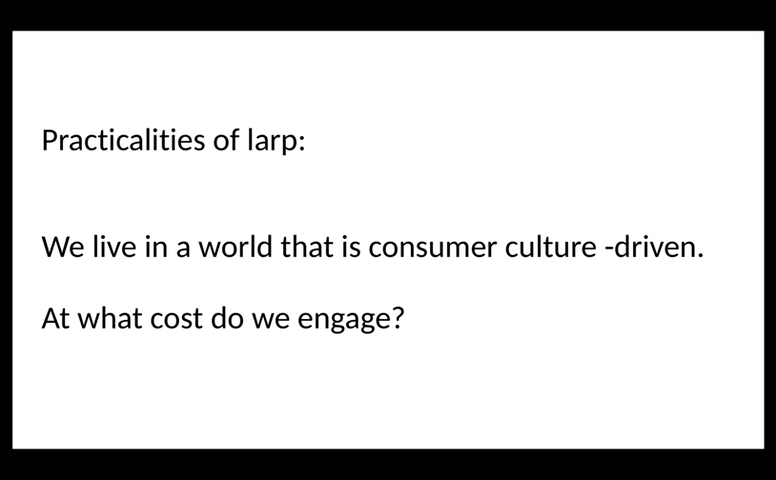 Practicalities of larp:
We live in a world that is consumer culture -driven.
At what cost do we engage?